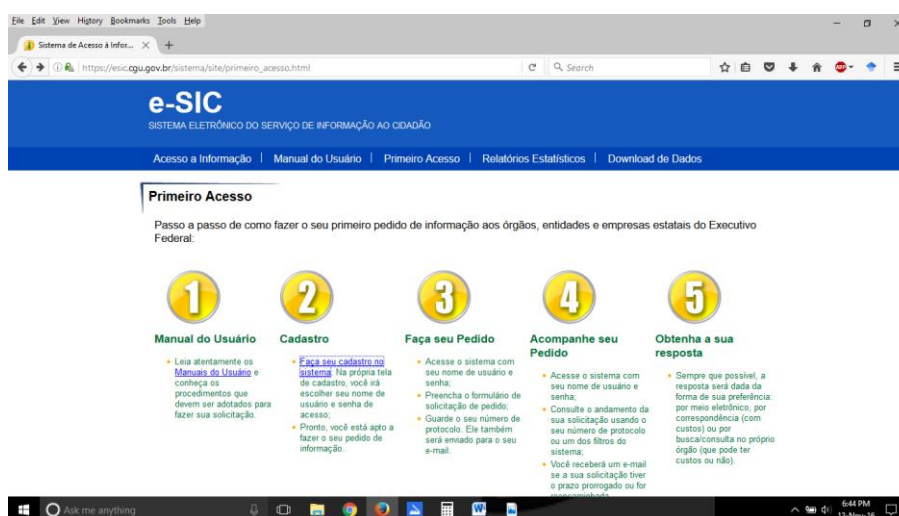 File Edit View History Bookmarks Tools Help
Sistema de Acesso à Infor...
https://esic.cgu.gov.br/sistema/site/primeiro_acesso.html
Search
ABP
e-SIC
SISTEMA ELETRÔNICO DO SERVIÇO DE INFORMAÇÃO AO CIDADÃO
Acesso a Informação | Manual do Usuário | Primeiro Acesso | Relatórios Estatísticos | Download de Dados
Primeiro Acesso
Passo a passo de como fazer o seu primeiro pedido de informação aos órgãos, entidades e empresas estatais do Executivo
Federal:
1
Manual do Usuário
Leia atentamente os
Manuais do Usuário e
conheça os
procedimentos que
devem ser adotados para
fazer sua solicitação.
2
Cadastro
Faça seu cadastro no
sistema. Na própria tela
de cadastro, você irá
escolher seu nome de
usuário e senha de
acesso;
Pronto, você está apto a
fazer o seu pedido de
informação.
3
Faça seu Pedido
Acesse o sistema com
seu nome de usuário e
senha;
Preencha o formulário de
solicitação de pedido;
Guarde o seu número de
protocolo. Ele também
será enviado para o seu
e-mail.
4
Acompanhe seu
Pedido
Acesse o sistema com
seu nome de usuário e
senha;
Consulte o andamento da
sua solicitação usando o
seu número de protocolo
ou um dos filtros do
sistema;
Você receberá um e-mail
se a sua solicitação tiver
o prazo prorrogado ou for
reencaminhada
5
Obtenha a sua
resposta
Sempre que possível, a
resposta será dada da
forma de sua preferência:
por meio eletrônico, por
correspondência (com
custos) ou por
busca/consulta no próprio
órgão (que pode ter
custos ou não).
Ask me anything
6:44 PM
13-Nov-16